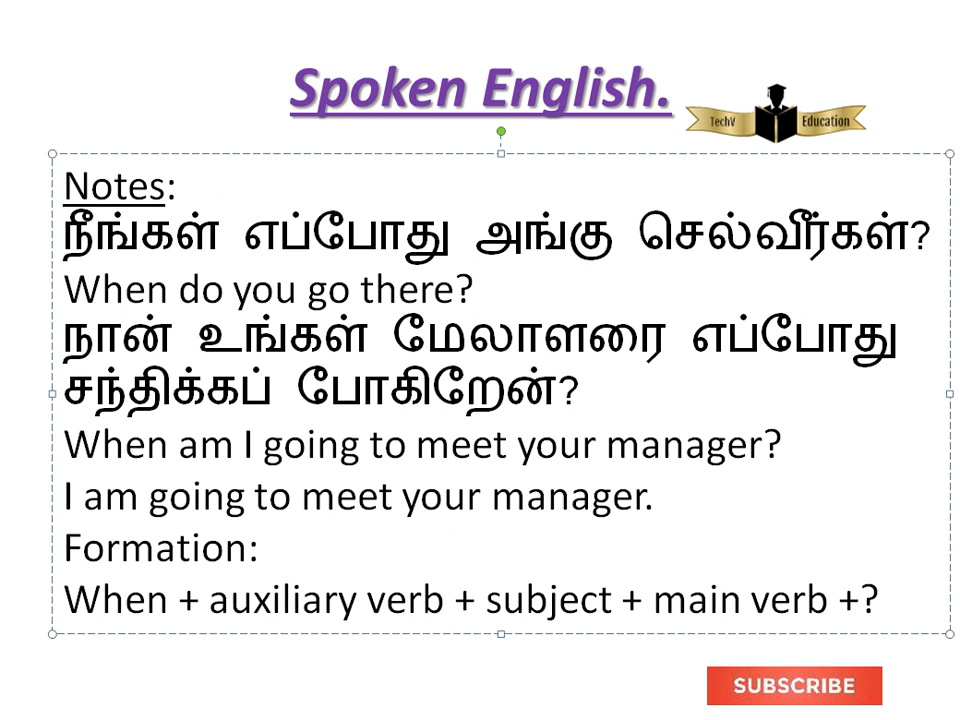 Spoken English.
TechV Education
Notes:
நீங்கள் எப்போது அங்கு செல்வீர்கள்?
When do you go there?
நான் உங்கள் மேலாளரை எப்போது
சந்திக்கப் போகிறேன்?
When am I going to meet your manager?
I am going to meet your manager.
Formation:
When + auxiliary verb + subject + main verb +?
SUBSCRIBE